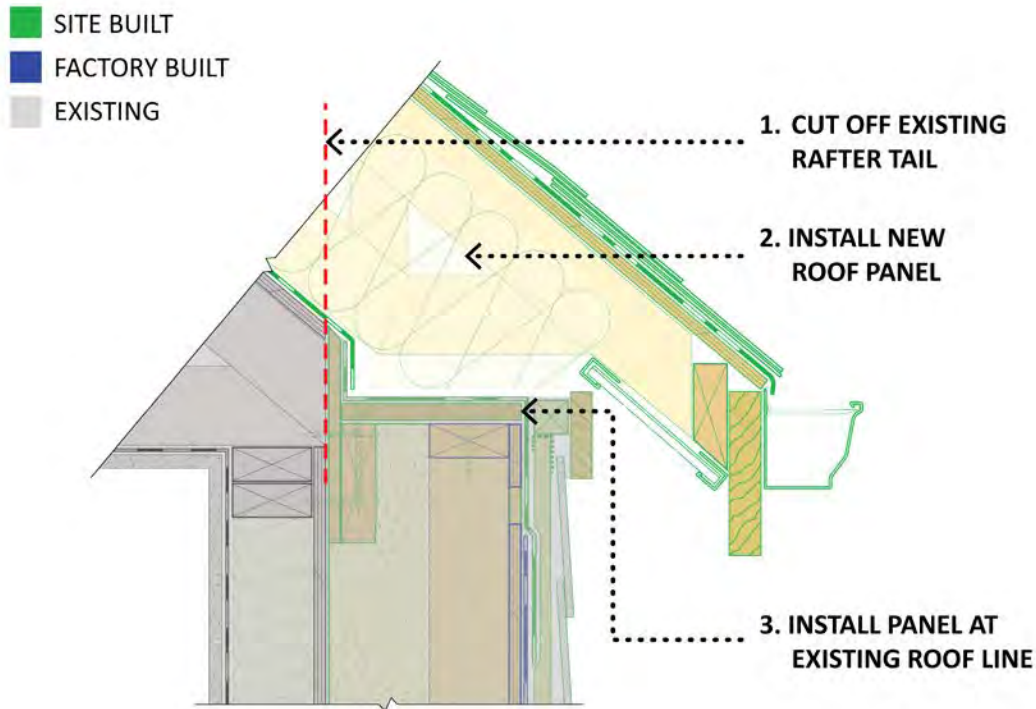 SITE BUILT
FACTORY BUILT
EXISTING
1. CUT OFF EXISTING
RAFTER TAIL
2. INSTALL NEW
ROOF PANEL
3. INSTALL PANEL AT
EXISTING ROOF LINE